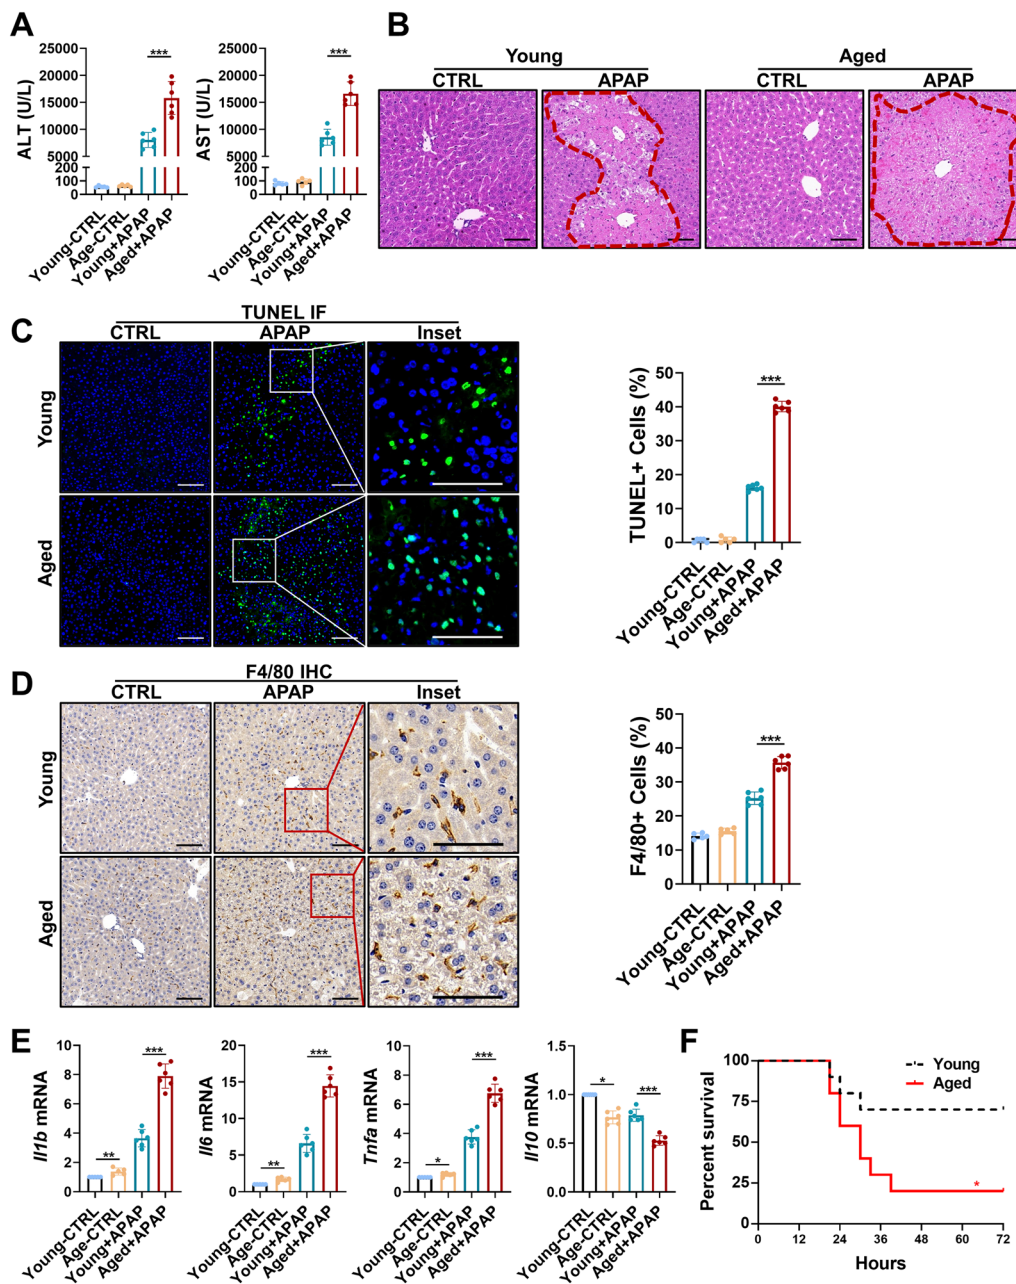 A
ALT (U/L)
25000
20000
15000
10000
5000
200
100
0
Young-CTRL
Age-CTRL
Young+APAP
Aged+APAP
***
AST (U/L)
25000
20000
15000
10000
5000
200
100
0
Young-CTRL
Age-CTRL
Young+APAP
Aged+APAP
***
B
Young
Aged
CTRL
APAP
CTRL
APAP
C
TUNEL IF
CTRL
APAP
Inset
Young
Aged
TUNEL+ Cells (%)
50
40
30
20
10
0
***
Young-CTRL
Age-CTRL
Young+APAP
Aged+APAP
D
F4/80 IHC
CTRL
APAP
Inset
Young
Aged
F4/80+ Cells (%)
50
40
30
20
10
0
***
Young-CTRL
Age-CTRL
Young+APAP
Aged+APAP
E
Il1b mRNA
10
8
6
4
2
0
**
***
Young-CTRL
Age-CTRL
Young+APAP
Aged+APAP
Il6 mRNA
20
15
10
5
0
**
***
Young-CTRL
Age-CTRL
Young+APAP
Aged+APAP
Tnfa mRNA
10
8
6
4
2
0
*
***
Young-CTRL
Age-CTRL
Young+APAP
Aged+APAP
Il10 mRNA
1.5
1.0
0.5
0.0
*
***
Young-CTRL
Age-CTRL
Young+APAP
Aged+APAP
F
Percent survival
100
75
50
25
0
Young
Aged
*
0
12
24
36
48
60
72
Hours